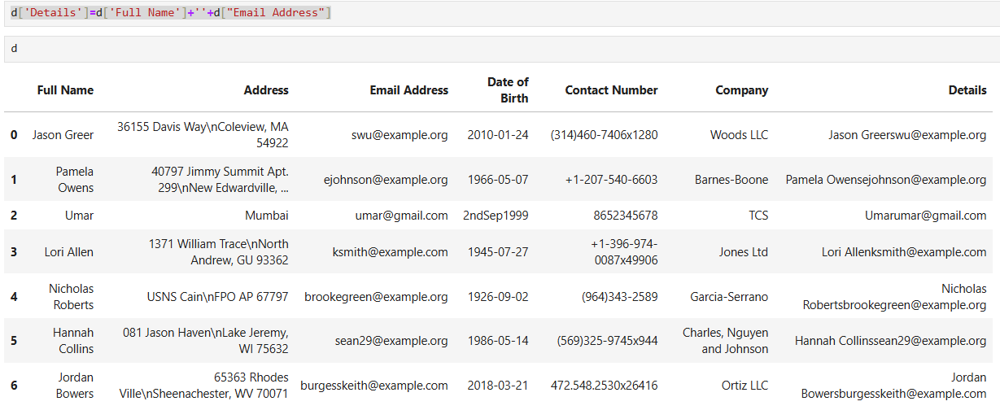 d['Details']=d['Full Name']+''+d["Email Address"]
d
Full Name Address Email Address Date of Birth Contact Number Company Details
0 Jason Greer 36155 Davis Way\nColeview, MA 54922 swu@example.org 2010-01-24 (314)460-7406x1280 Woods LLC Jason Greerswu@example.org
1 Pamela Owens 40797 Jimmy Summit Apt. 299\nNew Edwardville, ... ejohnson@example.org 1966-05-07 +1-207-540-6603 Barnes-Boone Pamela Owensejohnson@example.org
2 Umar Mumbai umar@gmail.com 2ndSep1999 8652345678 TCS Umarumar@gmail.com
3 Lori Allen 1371 William Trace\nNorth Andrew, GU 93362 ksmith@example.com 1945-07-27 +1-396-974-0087x49906 Jones Ltd Lori Allenksmith@example.com
4 Nicholas Roberts USNS Cain\nFPO AP 67797 brookegreen@example.org 1926-09-02 (964)343-2589 Garcia-Serrano Nicholas Robertsbrookegreen@example.org
5 Hannah Collins 081 Jason Haven\nLake Jeremy, WI 75632 sean29@example.org 1986-05-14 (569)325-9745x944 Charles, Nguyen and Johnson Hannah Collinssean29@example.org
6 Jordan Bowers 65363 Rhodes Ville\nSheenachester, WV 70071 burgesskeith@example.com 2018-03-21 472.548.2530x26416 Ortiz LLC Jordan Bowersburgesskeith@example.com